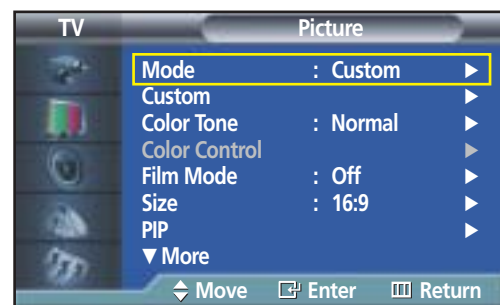 TV Picture
Mode : Custom ▶
Custom ▶
Color Tone : Normal ▶
Color Control ▶
Film Mode : Off ▶
Size : 16:9 ▶
PIP ▶
▼ More
Move Enter Return